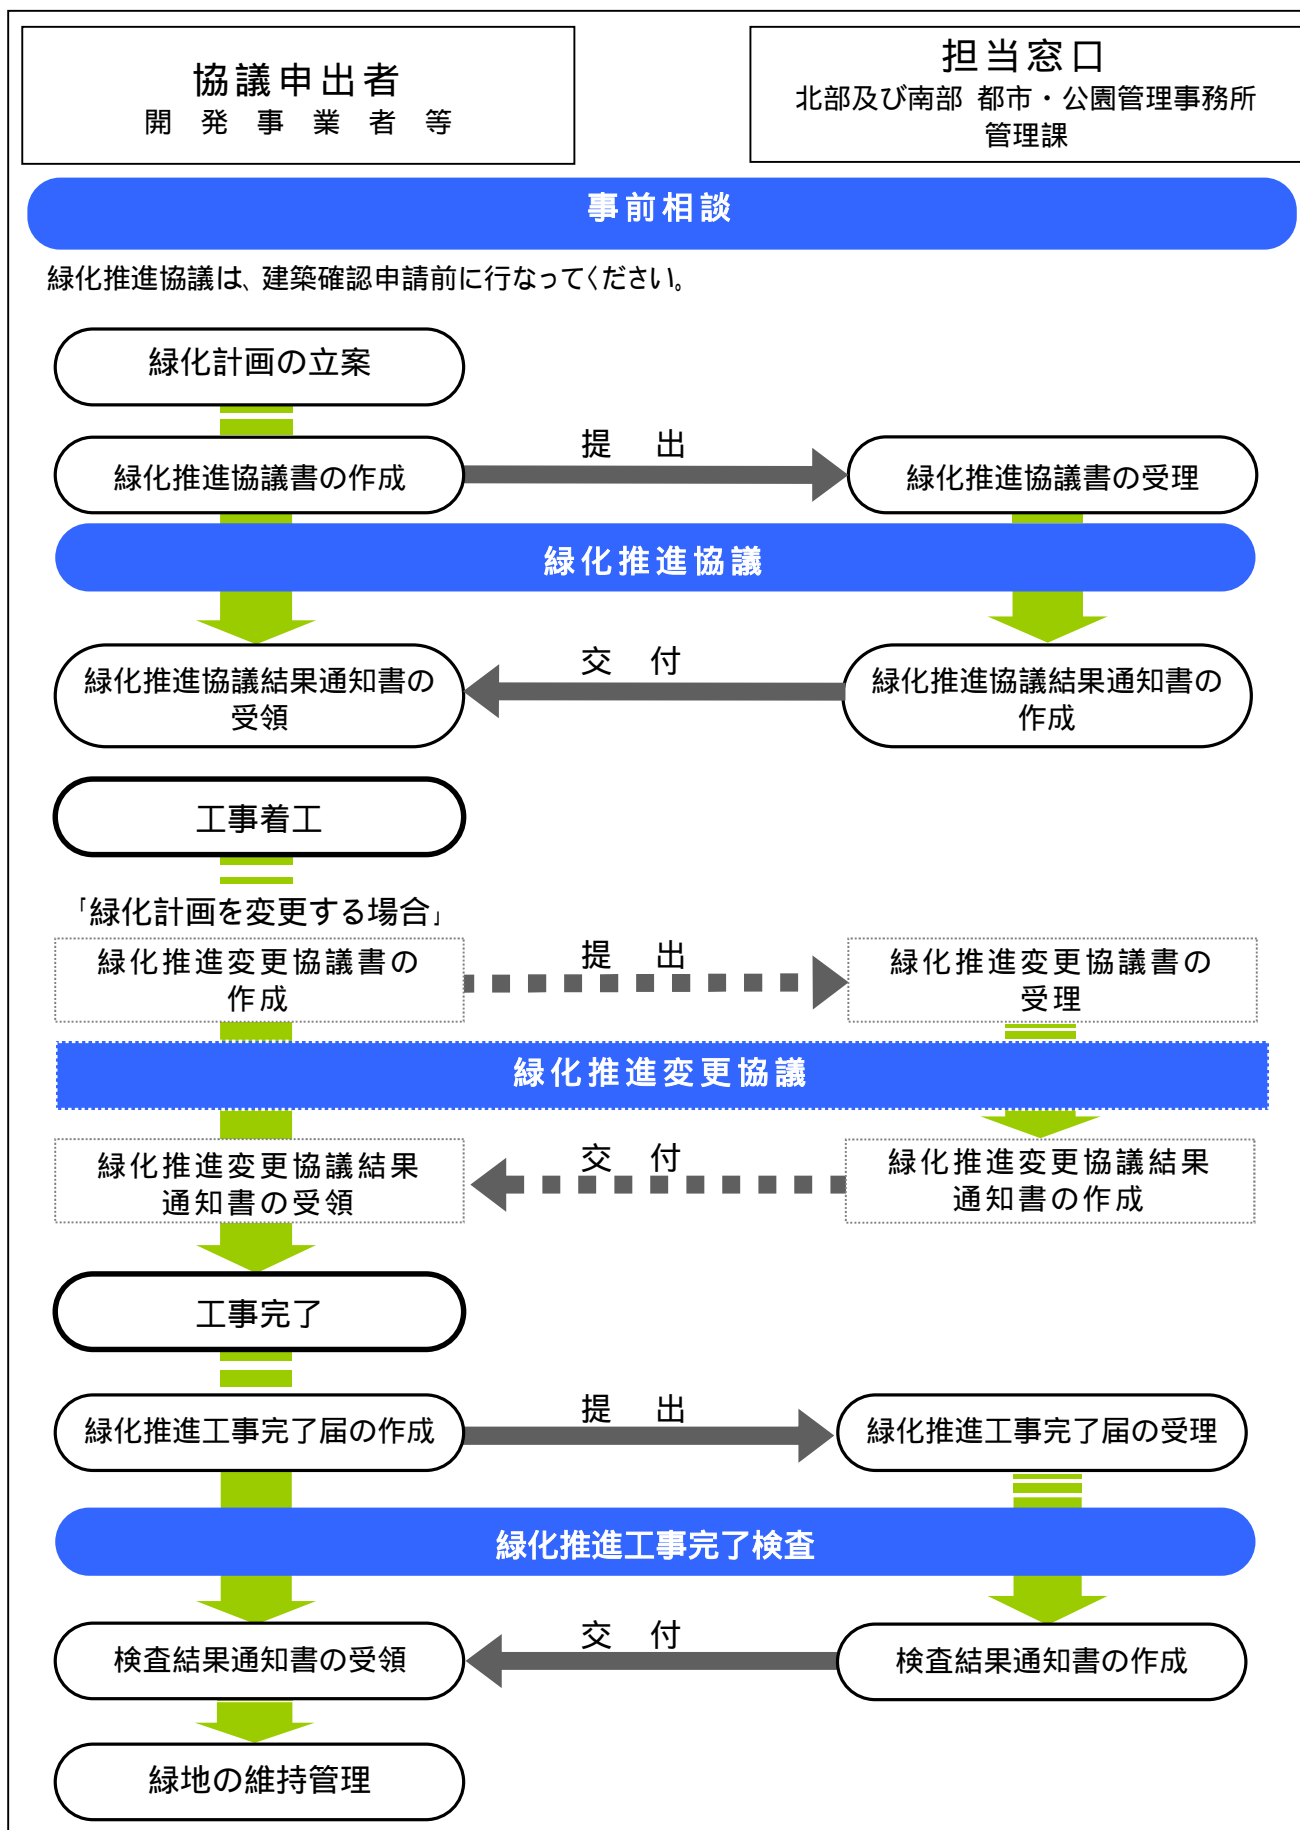 協議申出者
開発事業者等
担当窓口
北部及び南部 都市・公園管理事務所
管理課
事前相談
緑化推進協議は、建築確認申請前に行なってください。
緑化計画の立案
提 出
緑化推進協議書の作成
緑化推進協議書の受理
緑化推進協議
交 付
緑化推進協議結果通知書の
受領
緑化推進協議結果通知書の
作成
工事着工
「緑化計画を変更する場合」
緑化推進変更協議書の
作成
提 出
緑化推進変更協議書の
受理
緑化推進変更協議
緑化推進変更協議結果
通知書の受領
交 付
緑化推進変更協議結果
通知書の作成
工事完了
提 出
緑化推進工事完了届の作成
緑化推進工事完了届の受理
緑化推進工事完了検査
交 付
検査結果通知書の受領
検査結果通知書の作成
緑地の維持管理